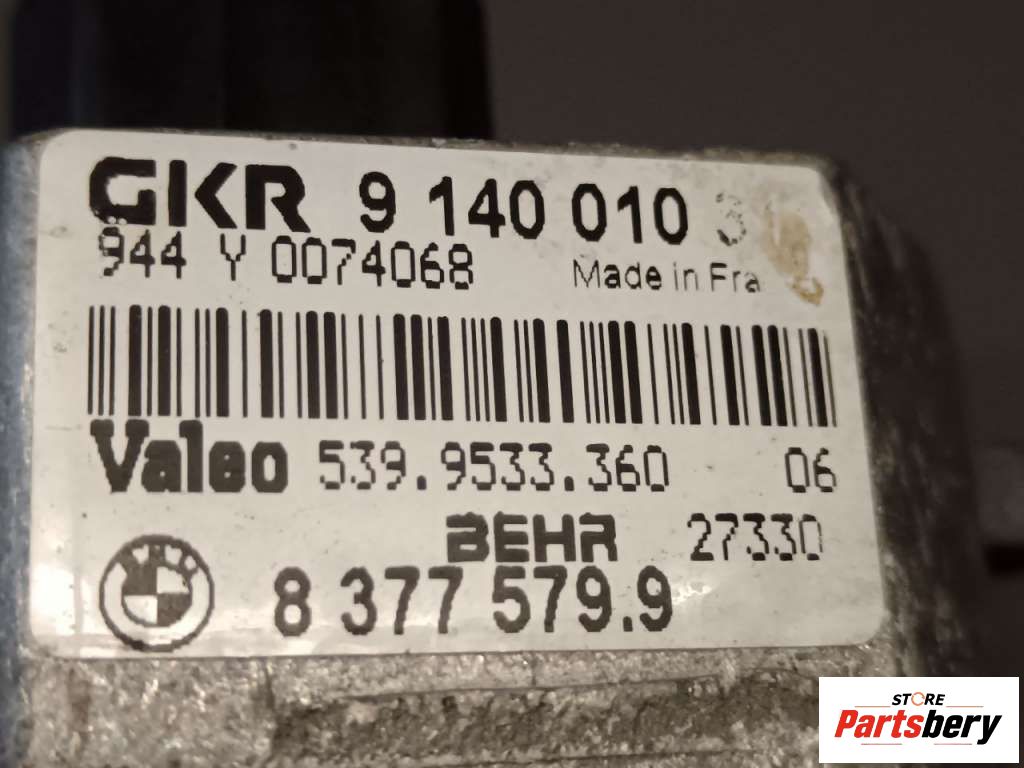 GKR 9 140 010 3
944 Y 0074068 Made in Fra
Valeo 539.9533.360 06
BEHR 27330
8 377 579.9
STORE
Partsbery